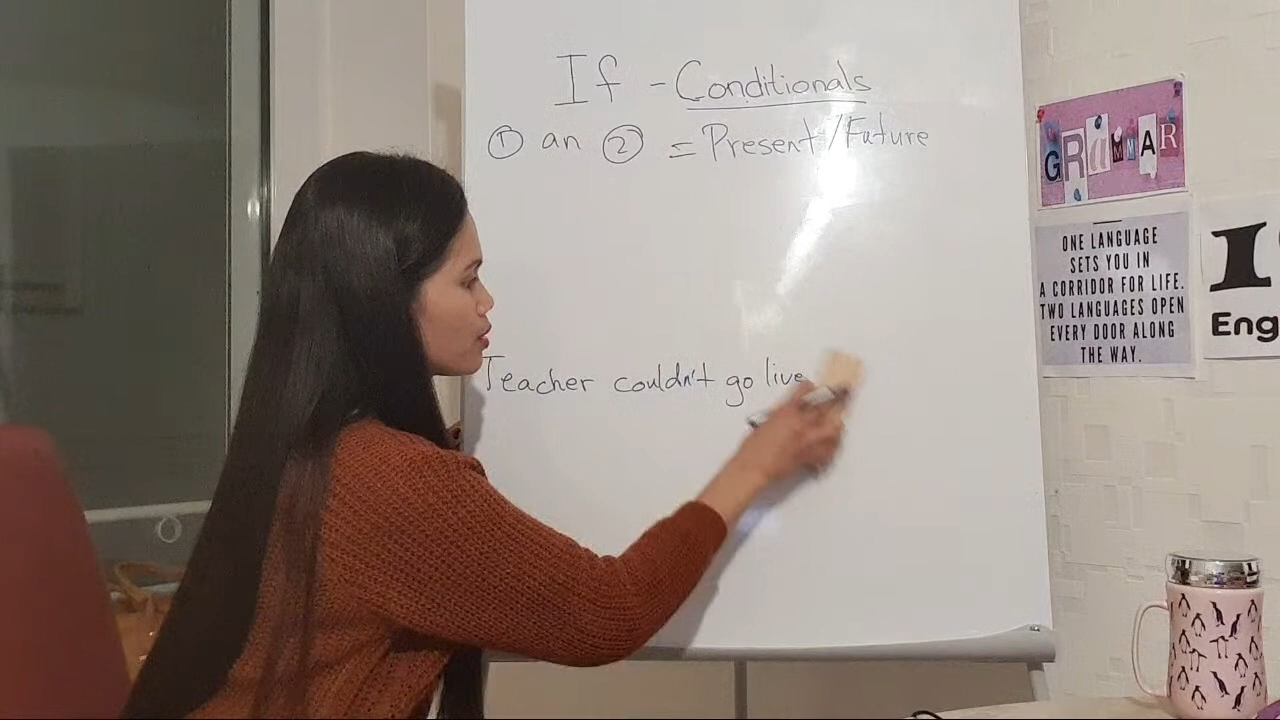 If - Conditionals
① an ② = Present/Future
Teacher couldn't go live
GRAMMAR
ONE LANGUAGE
SETS YOU IN
A CORRIDOR FOR LIFE.
TWO LANGUAGES OPEN
EVERY DOOR ALONG
THE WAY.
I
Eng